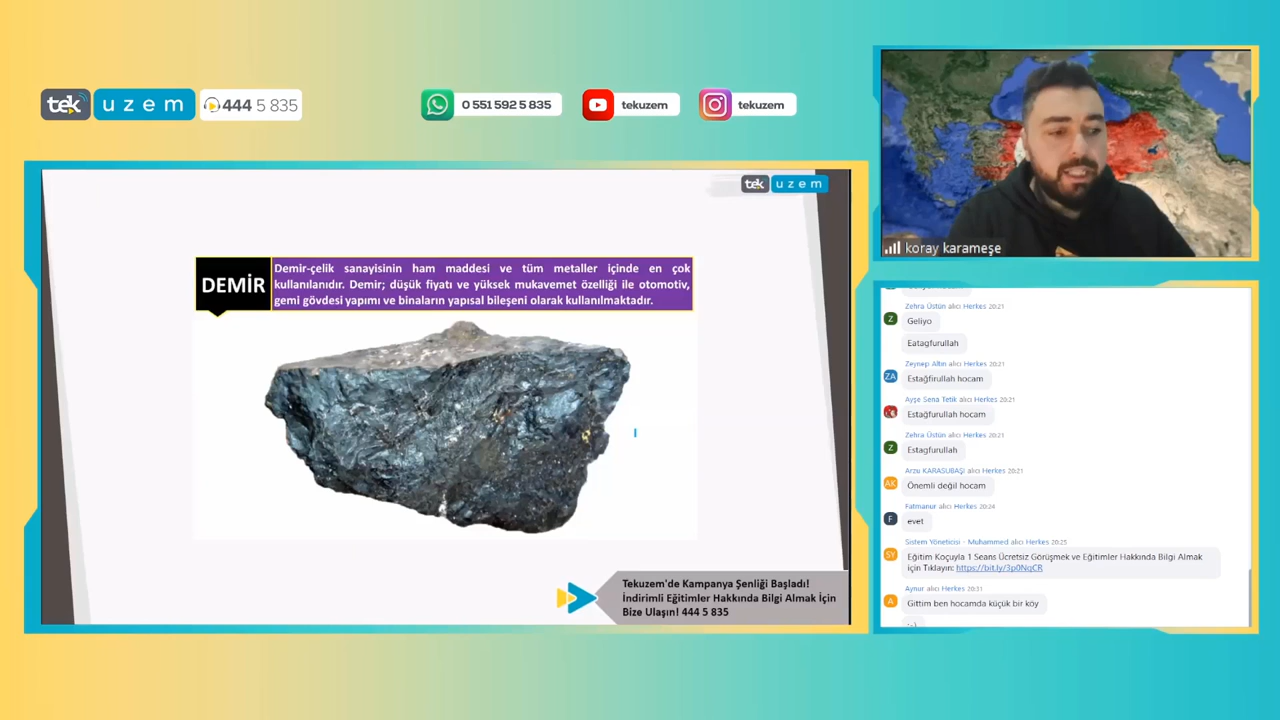 tek uzem 444 5 835
0 551 592 5 835
tekuzem
tekuzem
tek uzem
DEMİR
Demir-çelik sanayisinin ham maddesi ve tüm metaller içinde en çok
kullanılanıdır. Demir; düşük fiyatı ve yüksek mukavemet özelliği ile otomotiv,
gemi gövdesi yapımı ve binaların yapısal bileşeni olarak kullanılmaktadır.
Tekuzem'de Kampanya Şenliği Başladı!
İndirimli Eğitimler Hakkında Bilgi Almak İçin
Bize Ulaşın! 444 5 835
koray karameşe
Zehra Üstün alıcı Herkes 20:21
Z
Geliyo
Eatagfurullah
Zeynep Altın alıcı Herkes 20:21
ZA
Estağfirullah hocam
Ayşe Sena Tetik alıcı Herkes 20:21
Estağfurullah hocam
Zehra Üstün alıcı Herkes 20:21
Z
Estagfurullah
Arzu KARASUBAŞI alıcı Herkes 20:21
AK
Önemli değil hocam
Fatmanur alıcı Herkes 20:24
F
evet
Sistem Yöneticisi - Muhammed alıcı Herkes 20:25
SY
Eğitim Koçuyla 1 Seans Ücretsiz Görüşmek ve Eğitimler Hakkında Bilgi Almak
için Tıklayın: https://bit.ly/3p0NqCR
Aynur alıcı Herkes 20:31
A
Gittim ben hocamda küçük bir köy
:-)